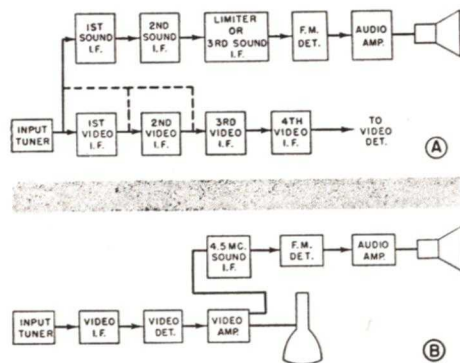 1ST
SOUND
I.F.
2ND
SOUND
I.F.
LIMITER
OR
3RD SOUND
I.F.
F.M.
DET.
AUDIO
AMP.
INPUT
TUNER
1ST
VIDEO
I.F.
2ND
VIDEO
I.F.
3RD
VIDEO
I.F.
4TH
VIDEO
I.F.
TO
VIDEO
DET.
A
4.5 MC.
SOUND
I.F.
F.M.
DET.
AUDIO
AMP.
INPUT
TUNER
VIDEO
I.F.
VIDEO
DET.
VIDEO
AMP.
B